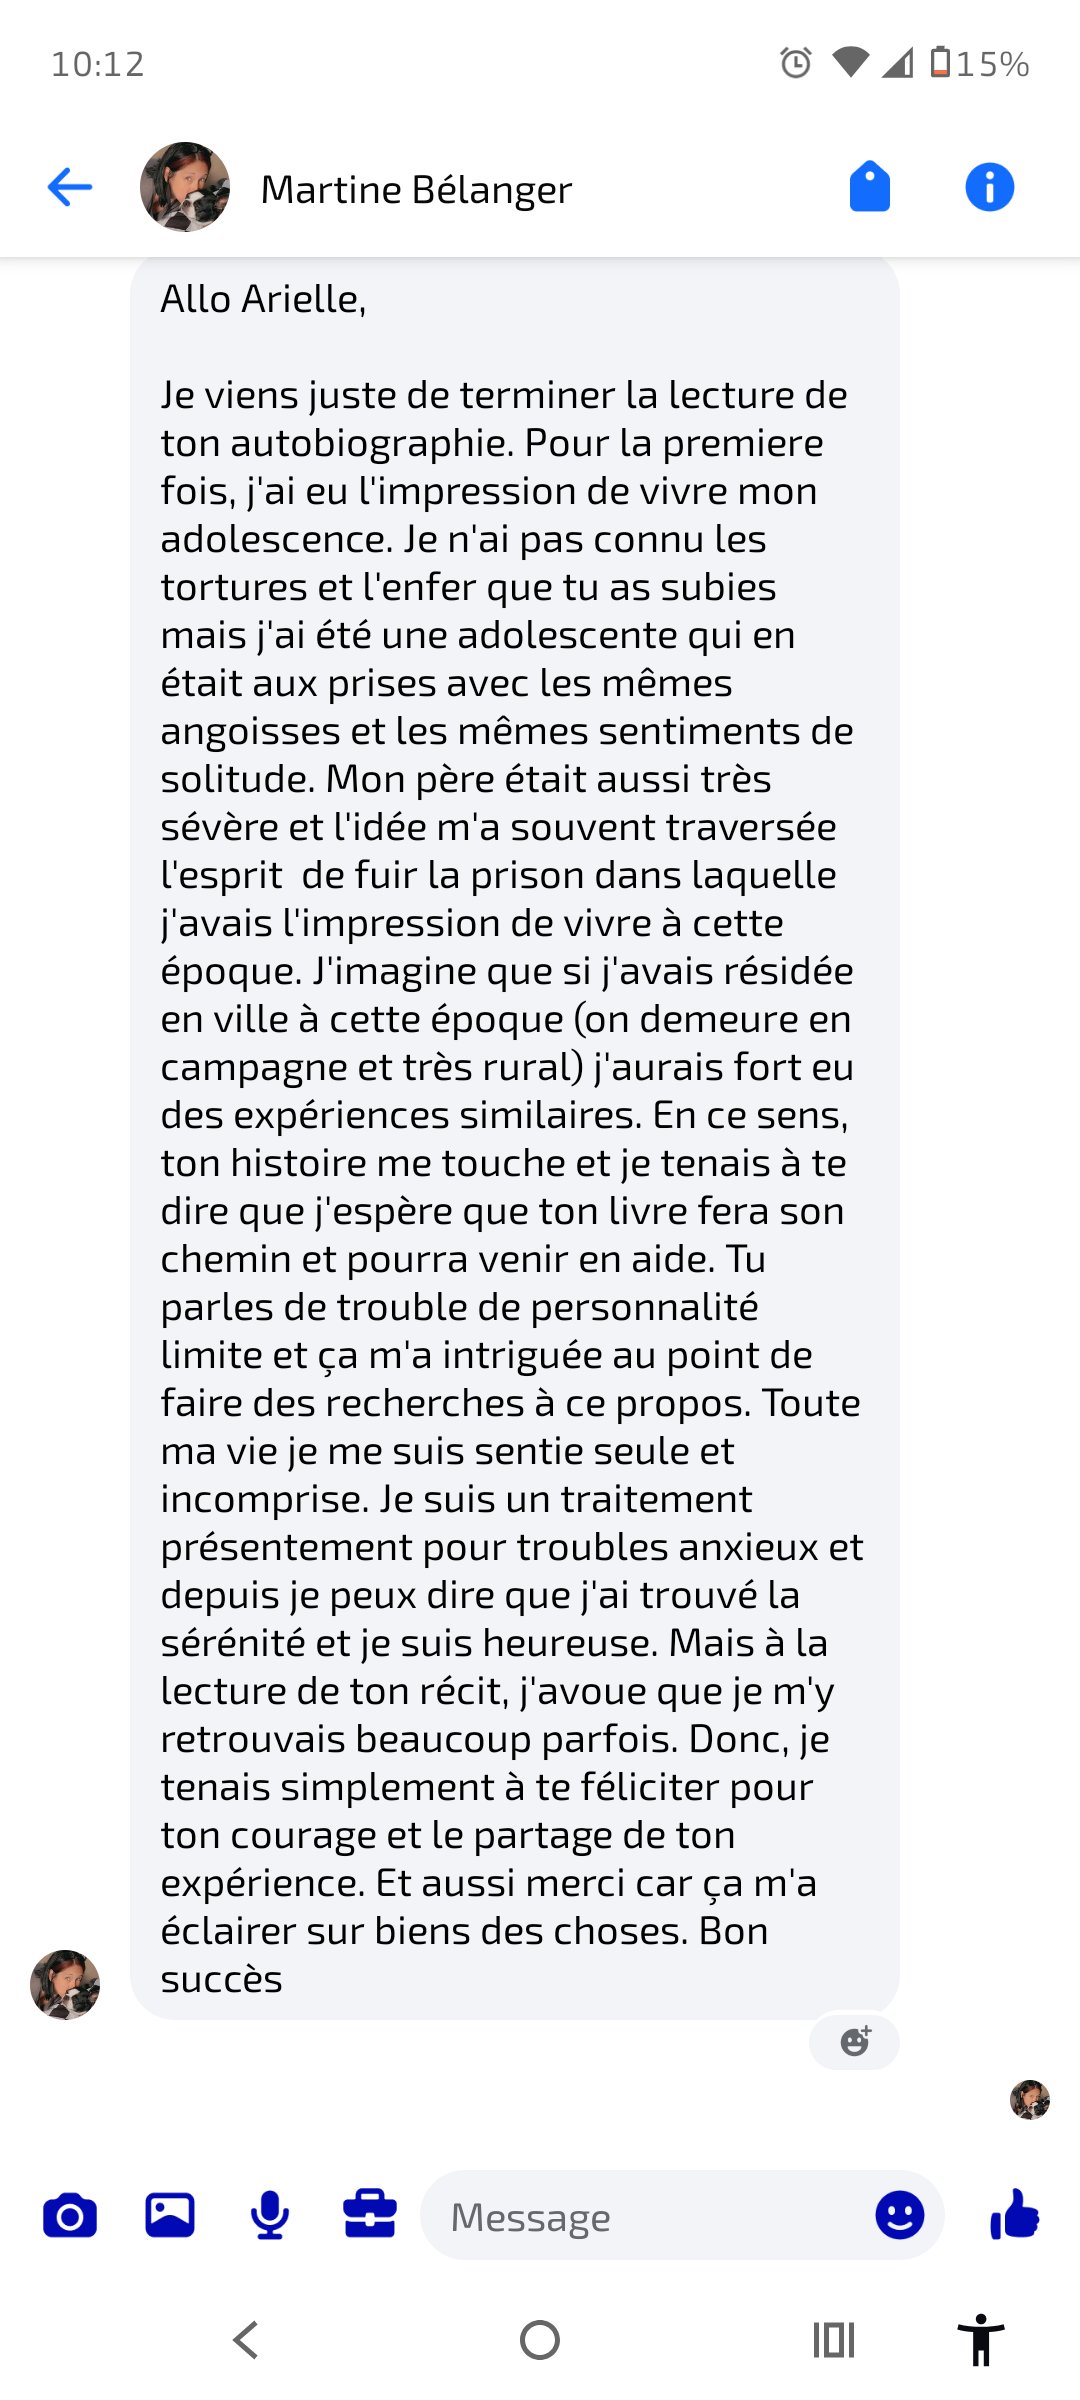 10:12
15%
Martine Bélanger
Allo Arielle,
Je viens juste de terminer la lecture de
ton autobiographie. Pour la premiere
fois, j'ai eu l'impression de vivre mon
adolescence. Je n'ai pas connu les
tortures et l'enfer que tu as subies
mais j'ai été une adolescente qui en
était aux prises avec les mêmes
angoisses et les mêmes sentiments de
solitude. Mon père était aussi très
sévère et l'idée m'a souvent traversée
l'esprit  de fuir la prison dans laquelle
j'avais l'impression de vivre à cette
époque. J'imagine que si j'avais résidée
en ville à cette époque (on demeure en
campagne et très rural) j'aurais fort eu
des expériences similaires. En ce sens,
ton histoire me touche et je tenais à te
dire que j'espère que ton livre fera son
chemin et pourra venir en aide. Tu
parles de trouble de personnalité
limite et ça m'a intriguée au point de
faire des recherches à ce propos. Toute
ma vie je me suis sentie seule et
incomprise. Je suis un traitement
présentement pour troubles anxieux et
depuis je peux dire que j'ai trouvé la
sérénité et je suis heureuse. Mais à la
lecture de ton récit, j'avoue que je m'y
retrouvais beaucoup parfois. Donc, je
tenais simplement à te féliciter pour
ton courage et le partage de ton
expérience. Et aussi merci car ça m'a
éclairer sur biens des choses. Bon
succès
Message